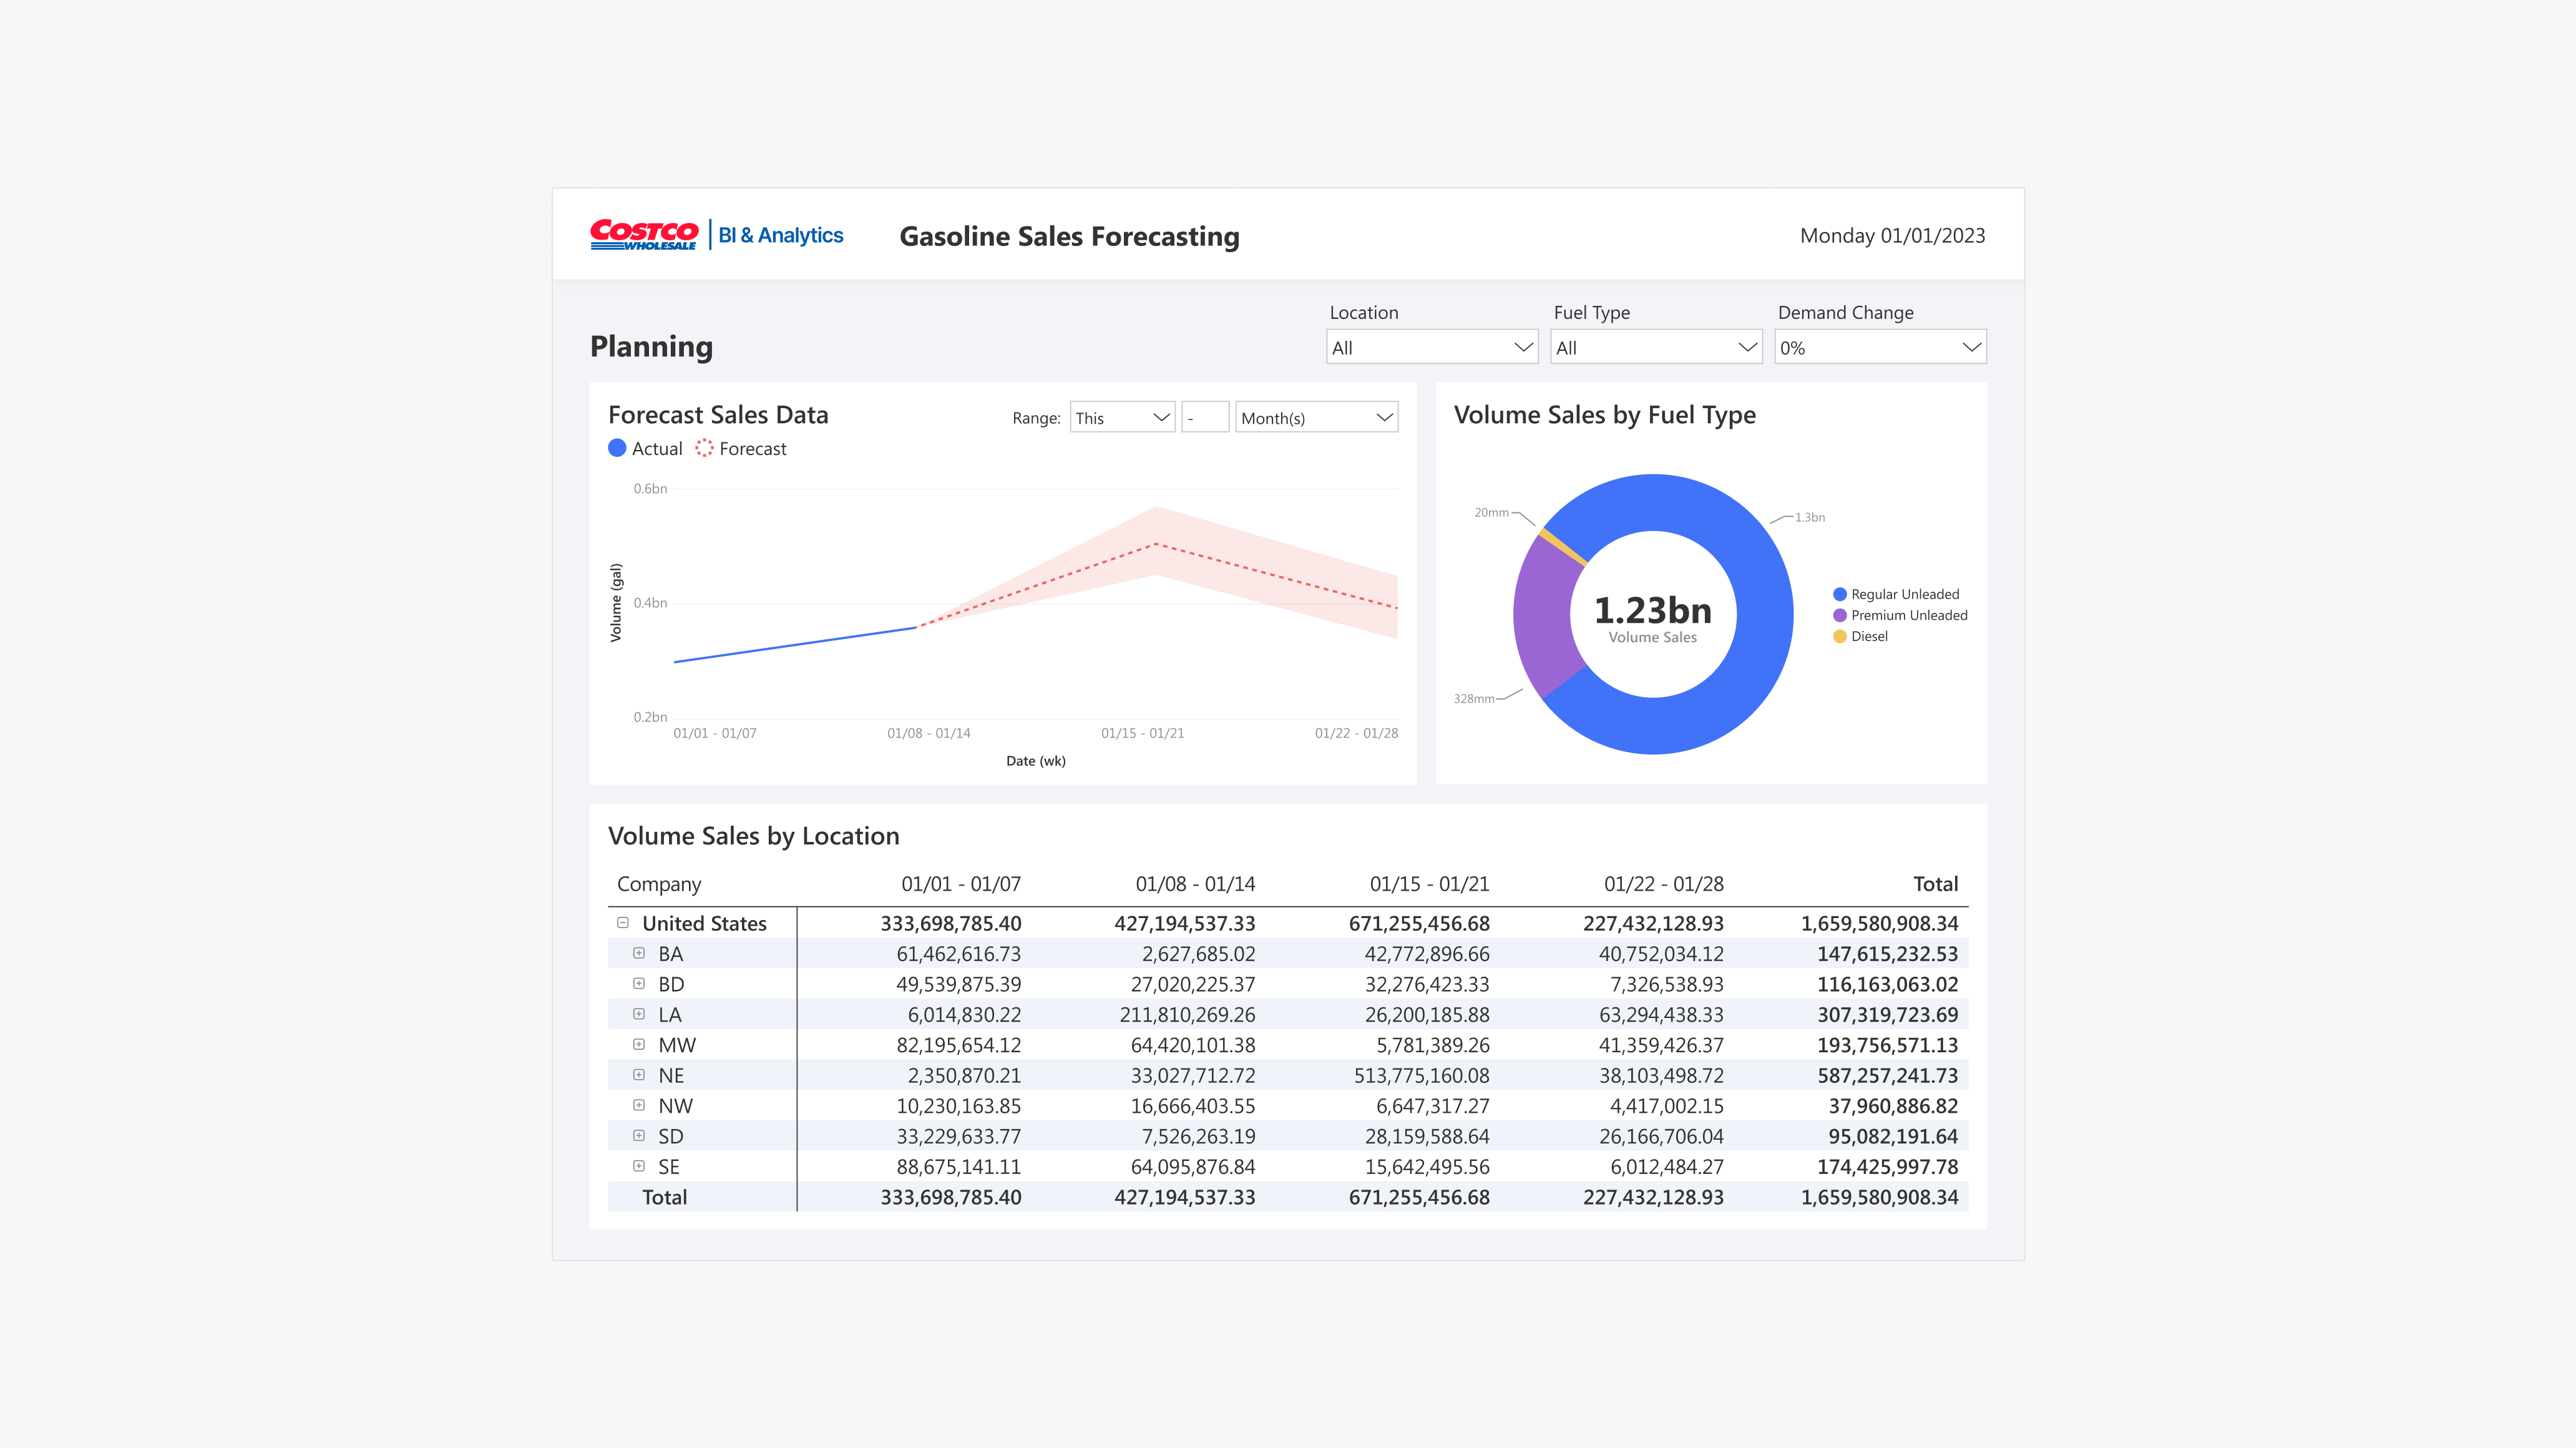 COSTCO WHOLESALE BI & Analytics Gasoline Sales Forecasting Monday 01/01/2023
Location Fuel Type Demand Change
Planning All All 0%
Forecast Sales Data Range: This - Month(s)
Actual Forecast
0.6bn
0.4bn
0.2bn
Volume (gal)
01/01 - 01/07 01/08 - 01/14 01/15 - 01/21 01/22 - 01/28
Date (wk)
Volume Sales by Fuel Type
20mm
1.3bn
328mm
1.23bn
Volume Sales
Regular Unleaded
Premium Unleaded
Diesel
Volume Sales by Location
Company 01/01 - 01/07 01/08 - 01/14 01/15 - 01/21 01/22 - 01/28 Total
United States 333,698,785.40 427,194,537.33 671,255,456.68 227,432,128.93 1,659,580,908.34
BA 61,462,616.73 2,627,685.02 42,772,896.66 40,752,034.12 147,615,232.53
BD 49,539,875.39 27,020,225.37 32,276,423.33 7,326,538.93 116,163,063.02
LA 6,014,830.22 211,810,269.26 26,200,185.88 63,294,438.33 307,319,723.69
MW 82,195,654.12 64,420,101.38 5,781,389.26 41,359,426.37 193,756,571.13
NE 2,350,870.21 33,027,712.72 513,775,160.08 38,103,498.72 587,257,241.73
NW 10,230,163.85 16,666,403.55 6,647,317.27 4,417,002.15 37,960,886.82
SD 33,229,633.77 7,526,263.19 28,159,588.64 26,166,706.04 95,082,191.64
SE 88,675,141.11 64,095,876.84 15,642,495.56 6,012,484.27 174,425,997.78
Total 333,698,785.40 427,194,537.33 671,255,456.68 227,432,128.93 1,659,580,908.34